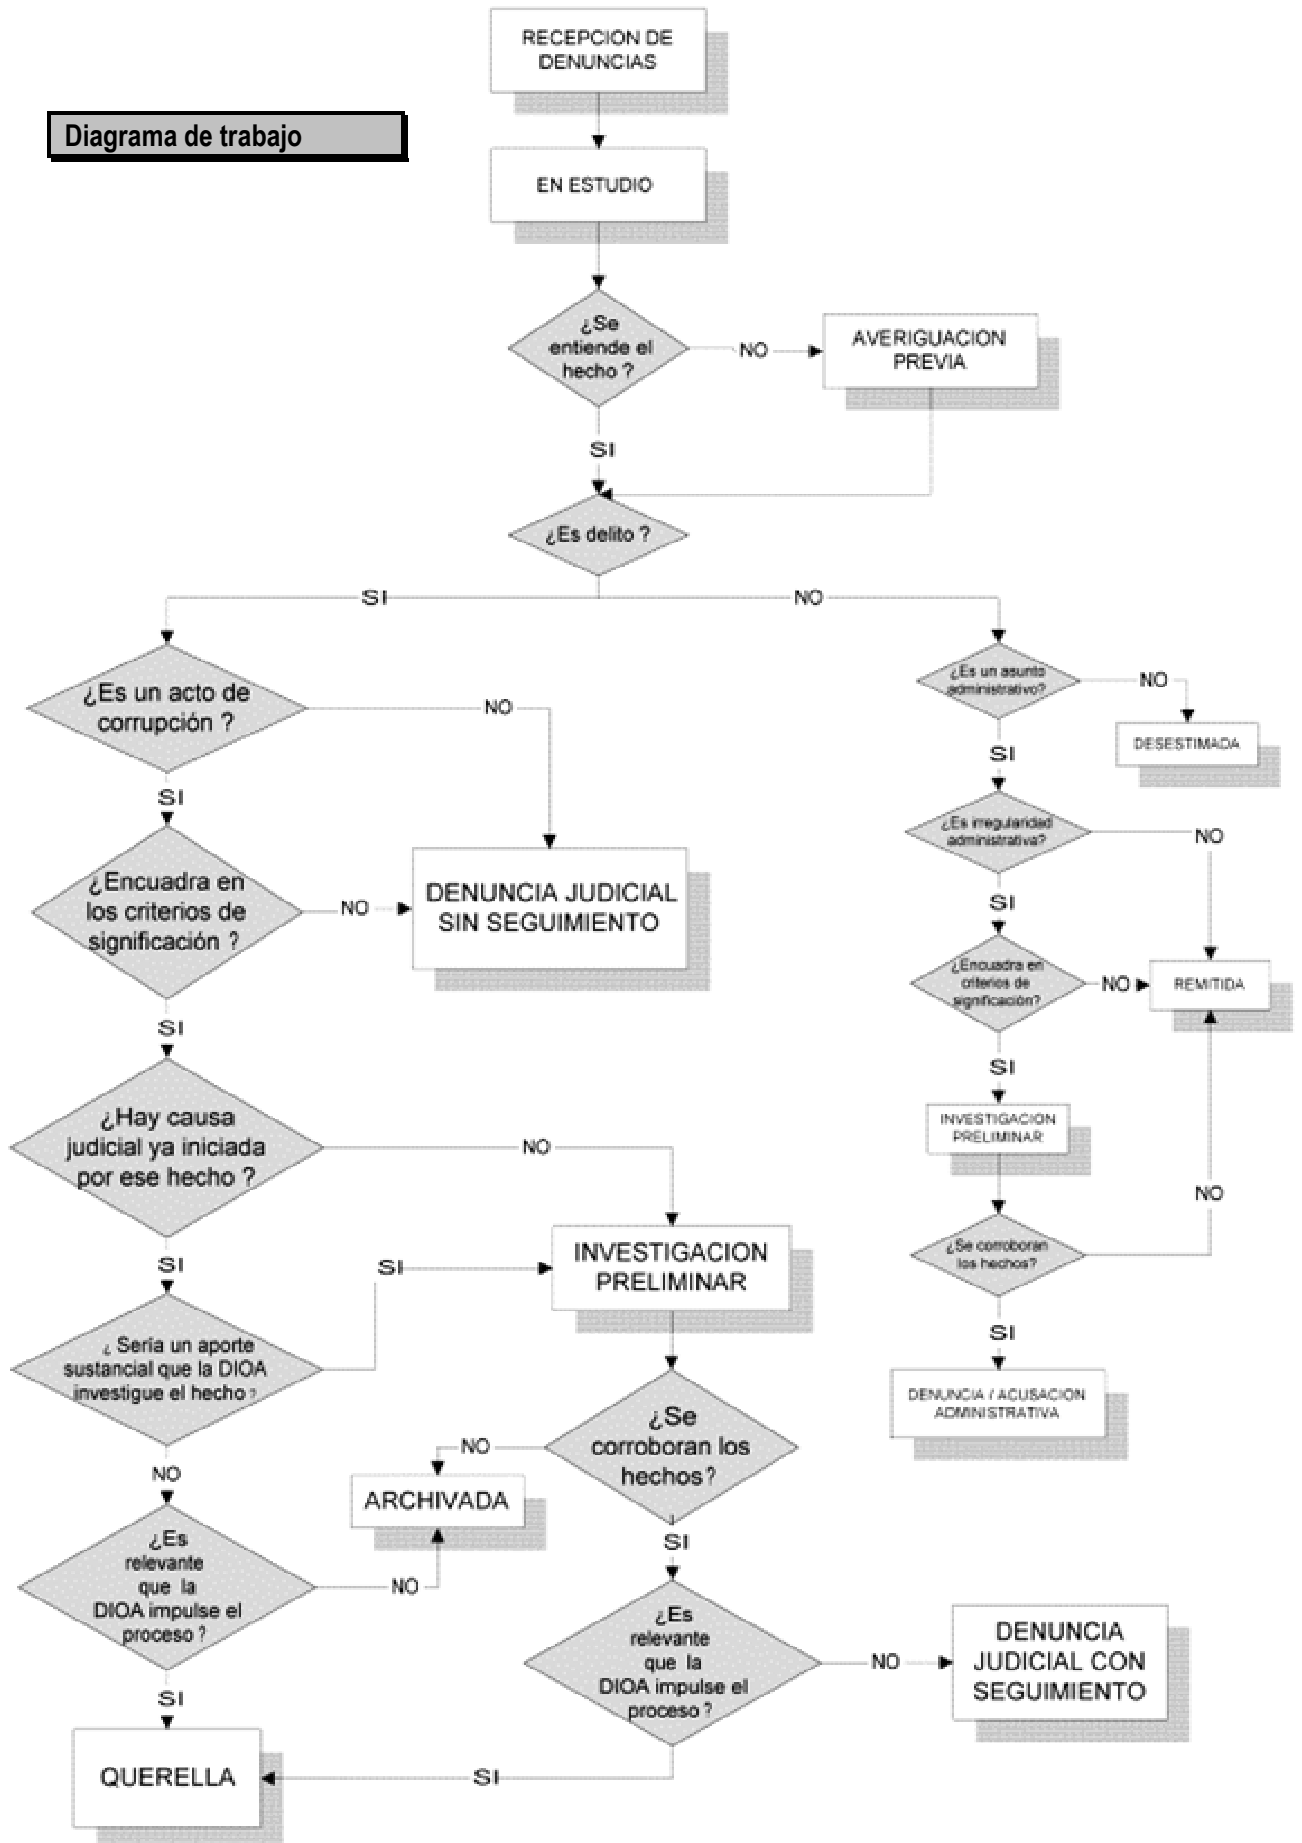 RECEPCION DE
DENUNCIAS
Diagrama de trabajo
EN ESTUDIO
¿Se
entiende el
hecho ?
NO
AVERIGUACION
PREVIA
SI
¿Es delito ?
SI
NO
¿Es un acto de
corrupción ?
NO
¿Es un asunto
administrativo?
NO
DESESTIMADA
SI
SI
¿Encuadra en
los criterios de
significación ?
NO
DENUNCIA JUDICIAL
SIN SEGUIMIENTO
¿Es irregularidad
administrativa?
NO
SI
¿Encuadra en
criterios de
significación?
NO
REMITIDA
SI
SI
¿Hay causa
judicial ya iniciada
por ese hecho ?
NO
INVESTIGACION
PRELIMINAR
NO
SI
SI
INVESTIGACION
PRELIMINAR
¿Se corroboran
los hechos?
SI
¿ Sería un aporte
sustancial que la DIOA
investigue el hecho ?
DENUNCIA / ACUSACION
ADMINISTRATIVA
¿Se
corroboran los
hechos?
NO
NO
ARCHIVADA
SI
¿Es
relevante
que la
DIOA impulse el
proceso ?
NO
¿Es
relevante
que la
DIOA impulse el
proceso ?
NO
DENUNCIA
JUDICIAL CON
SEGUIMIENTO
SI
QUERELLA
SI